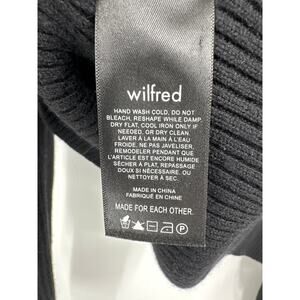 wilfred
HAND WASH COLD, DO NOT
BLEACH, RESHAPE WHILE DAMP.
DRY FLAT, COOL IRON ONLY IF
NEEDED, OR DRY CLEAN.
LAVER À LA MAIN À L'EAU
FROIDE. NE PAS JAVELISER,
REMODELER PENDANT QUE
L'ARTICLE EST ENCORE HUMIDE
SÉCHER À PLAT, REPASSAGE
DOUX SI NÉCESSAIRE, OU
NETTOYER À SEC.
MADE IN CHINA
FABRIQUÉ EN CHINE
MADE FOR EACH OTHER.
P